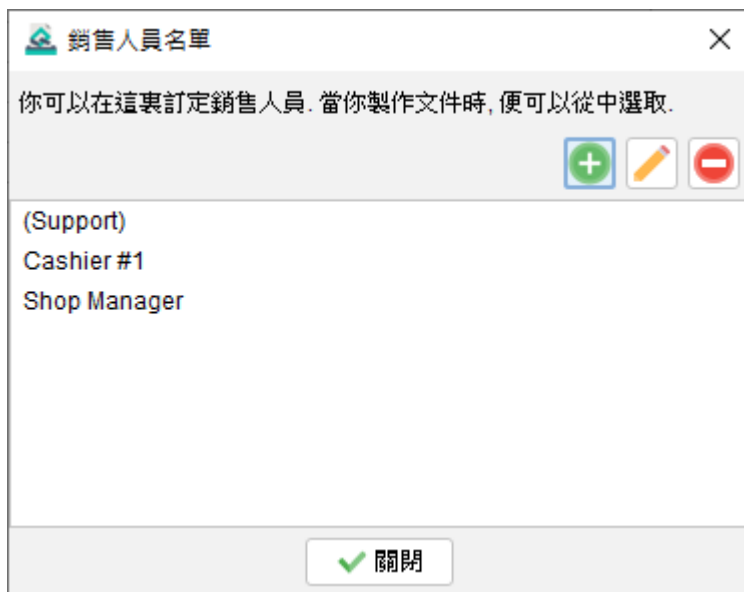 銷售人員名單
你可以在這裏訂定銷售人員. 當你製作文件時, 便可以從中選取.
(Support)
Cashier #1
Shop Manager
關閉